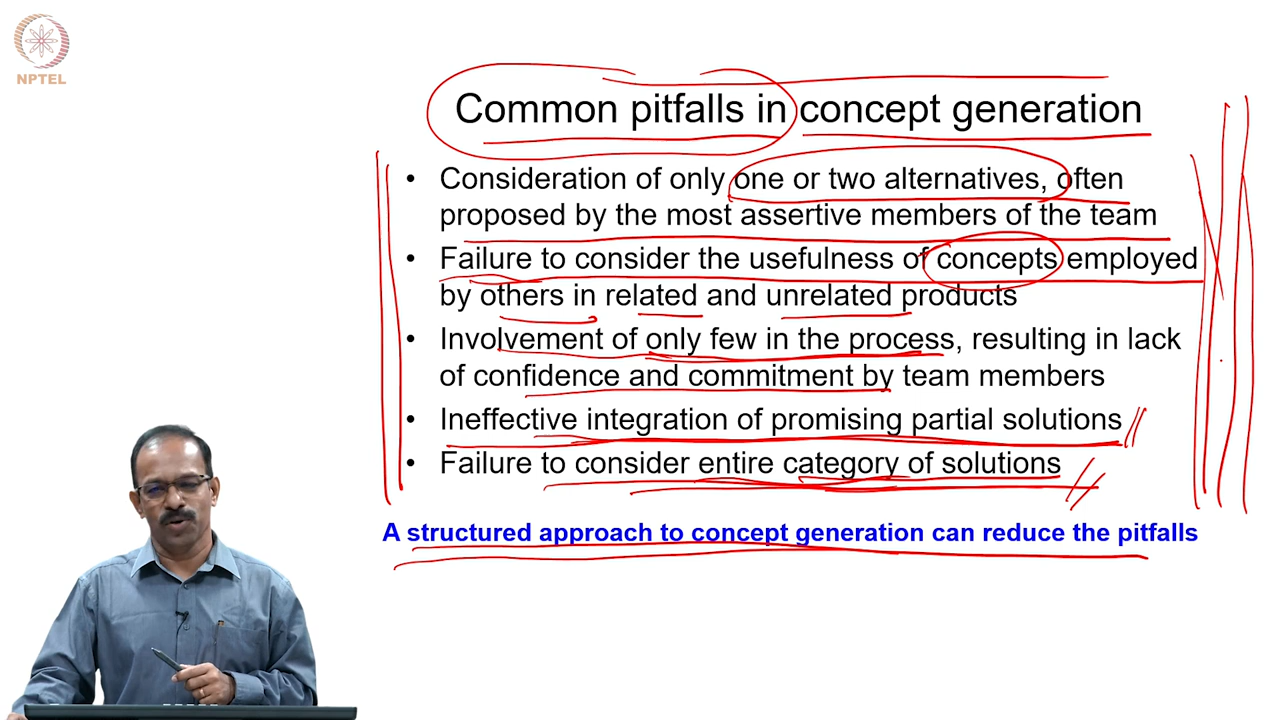 NPTEL
Common pitfalls in concept generation
• Consideration of only one or two alternatives, often
proposed by the most assertive members of the team
• Failure to consider the usefulness of concepts employed
by others in related and unrelated products
• Involvement of only few in the process, resulting in lack
of confidence and commitment by team members
• Ineffective integration of promising partial solutions
• Failure to consider entire category of solutions
A structured approach to concept generation can reduce the pitfalls